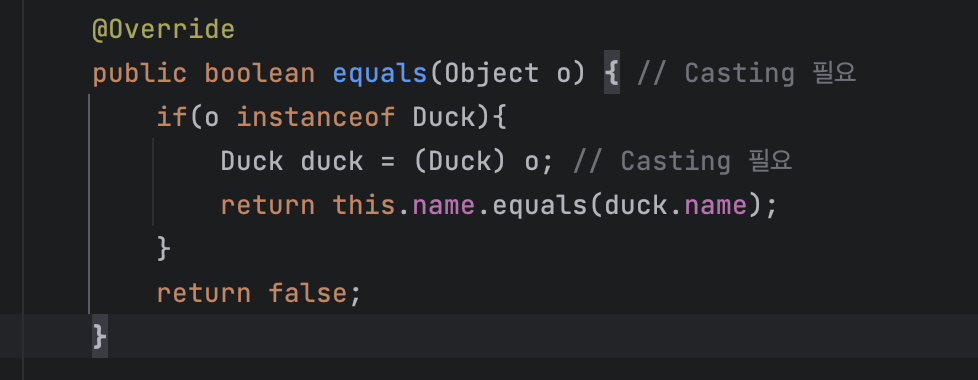 @Override
public boolean equals(Object o) { // Casting 필요
if(o instanceof Duck){
Duck duck = (Duck) o; // Casting 필요
return this.name.equals(duck.name);
}
return false;
}